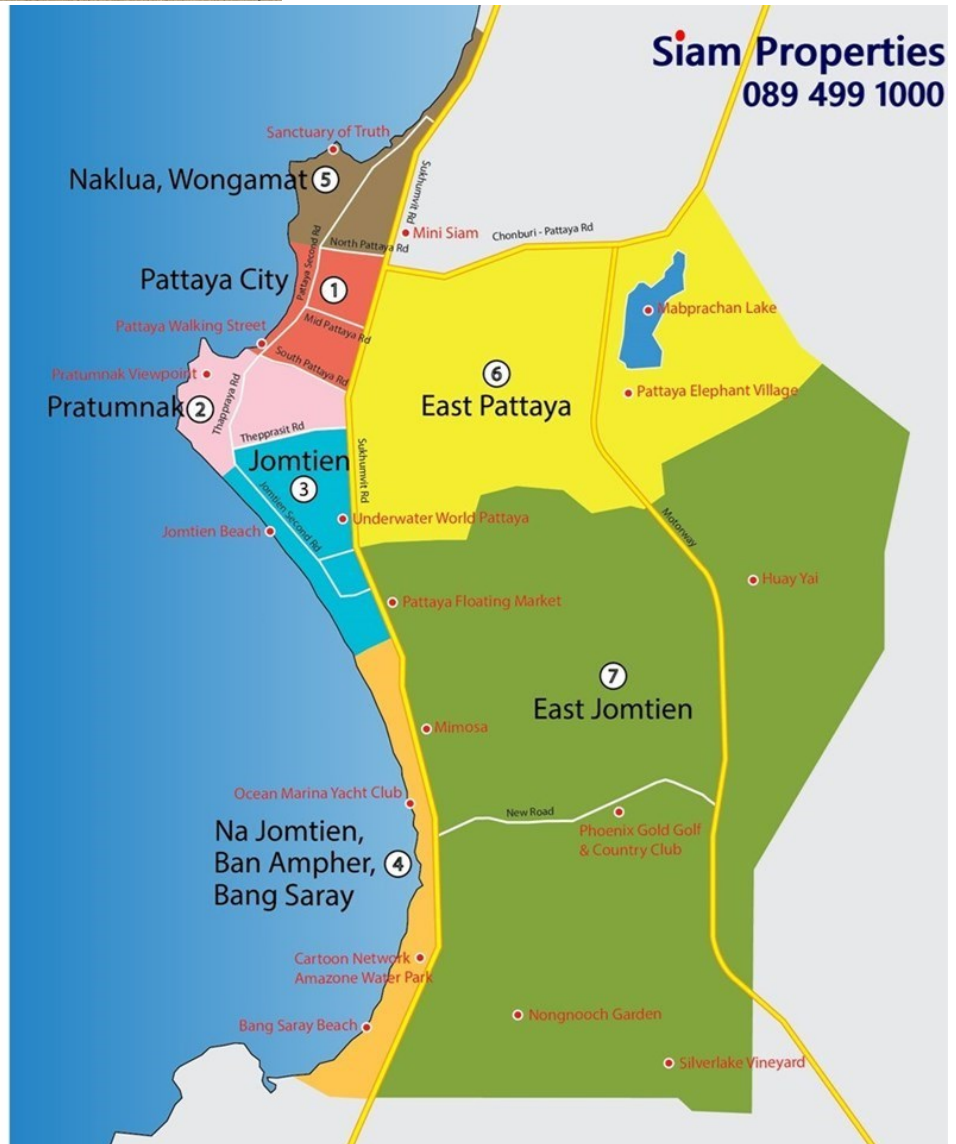 Siam Properties
089 499 1000
Sanctuary of Truth
Naklua, Wongamat 5
Sukhumvit Rd
Mini Siam
Chonburi - Pattaya Rd
North Pattaya Rd
Pattaya Second Rd
Pattaya City
1
Mabprachan Lake
Mid Pattaya Rd
Pattaya Walking Street
South Pattaya Rd
Pratumnak Viewpoint
6
East Pattaya
Pattaya Elephant Village
Pratumnak 2
Thappraya Rd
Thepprasit Rd
Jomtien
3
Sukhumvit Rd
Jomtien Second Rd
Underwater World Pattaya
Jomtien Beach
Motorway
Huay Yai
Pattaya Floating Market
7
East Jomtien
Mimosa
Ocean Marina Yacht Club
New Road
Phoenix Gold Golf
& Country Club
Na Jomtien,
Ban Ampher, 4
Bang Saray
Cartoon Network
Amazone Water Park
Nongnooch Garden
Bang Saray Beach
Silverlake Vineyard